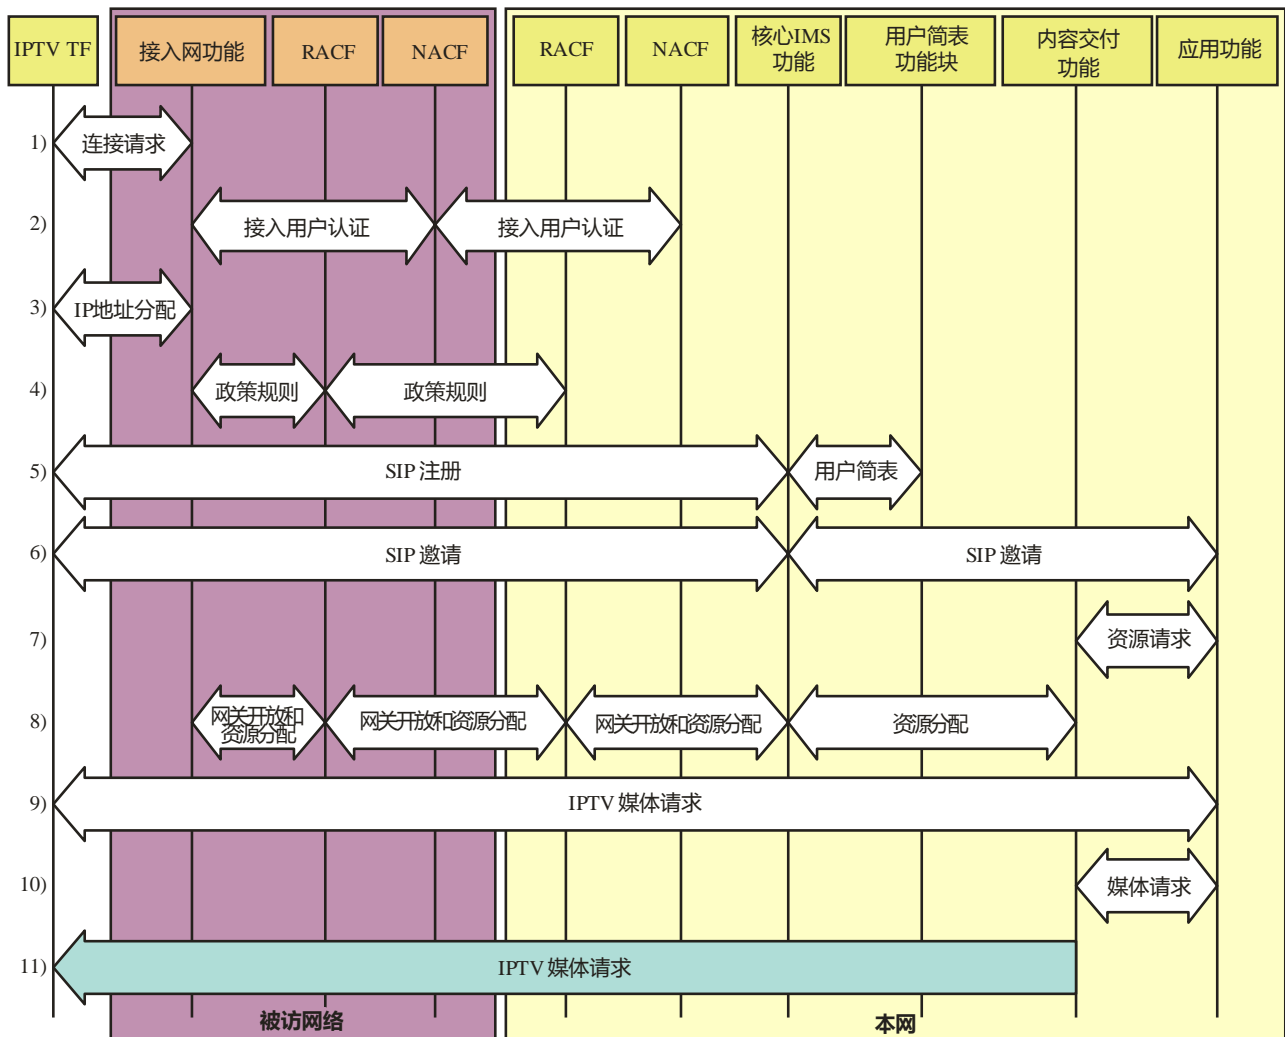 IPTV TF
接入网功能
RACF
NACF
RACF
NACF
核心IMS
功能
用户简表
功能块
内容交付
功能
应用功能
1)
连接请求
2)
接入用户认证
接入用户认证
3)
IP地址分配
4)
政策规则
政策规则
5)
SIP 注册
用户简表
6)
SIP 邀请
SIP 邀请
7)
资源请求
8)
网关开放和
资源分配
网关开放和资源分配
网关开放和资源分配
资源分配
9)
IPTV 媒体请求
10)
媒体请求
11)
IPTV 媒体请求
被访网络
本网